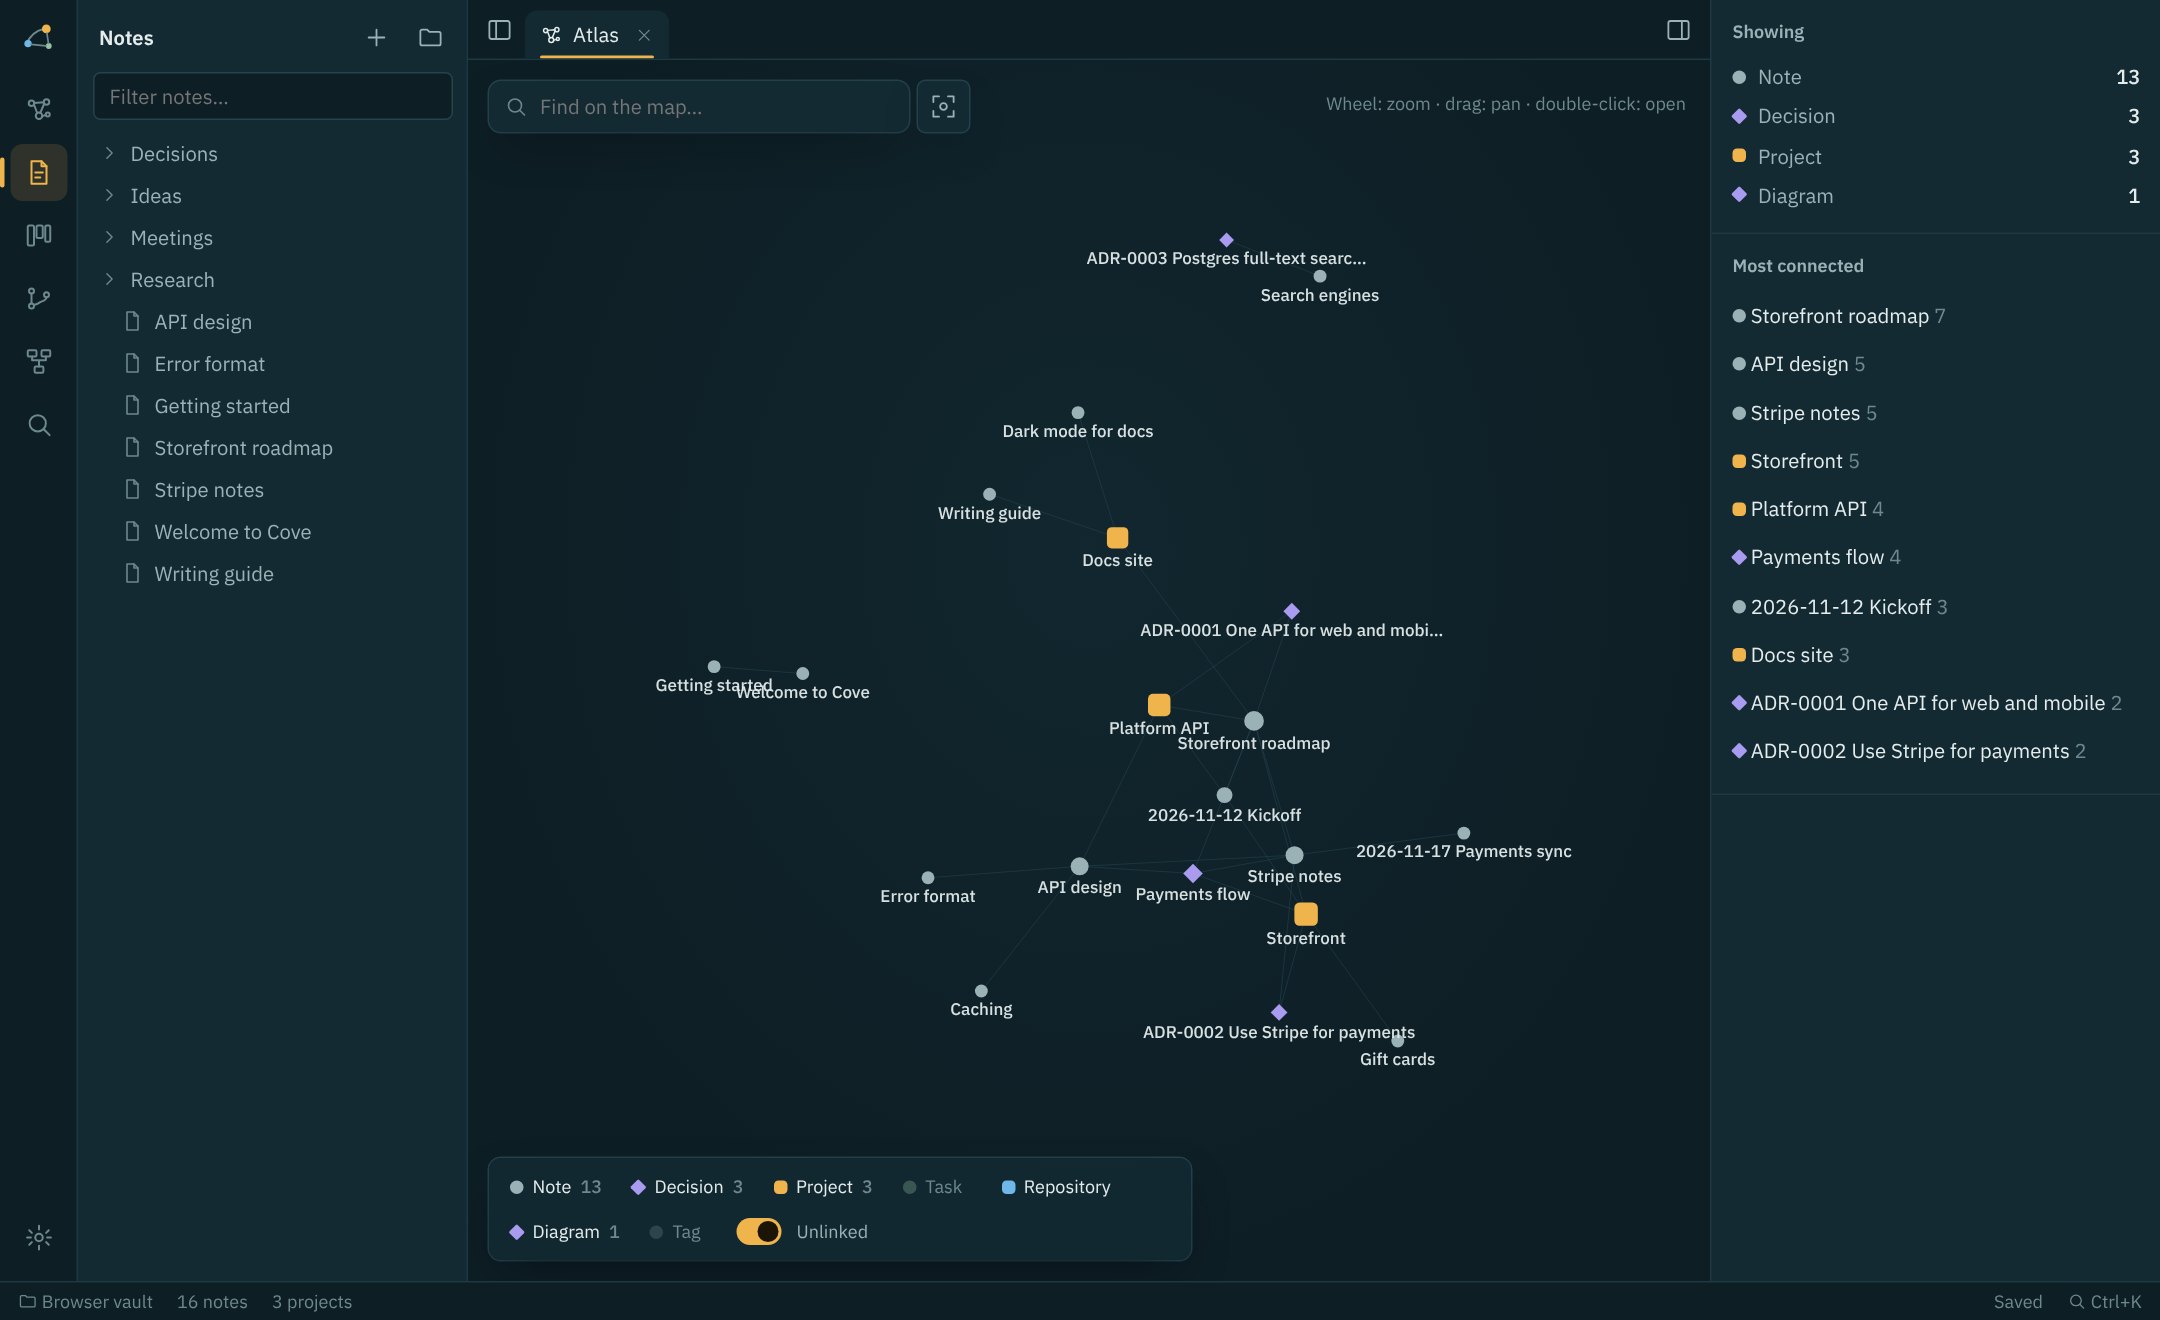 Notes
Filter notes...
Decisions
Ideas
Meetings
Research
API design
Error format
Getting started
Storefront roadmap
Stripe notes
Welcome to Cove
Writing guide
Atlas
Find on the map...
Wheel: zoom · drag: pan · double-click: open
ADR-0003 Postgres full-text searc...
Search engines
Dark mode for docs
Writing guide
Docs site
ADR-0001 One API for web and mobi...
Getting started
Welcome to Cove
Platform API
Storefront roadmap
2026-11-12 Kickoff
2026-11-17 Payments sync
Stripe notes
API design
Payments flow
Error format
Storefront
Caching
ADR-0002 Use Stripe for payments
Gift cards
Note 13 Decision 3 Project 3 Task Repository
Diagram 1 Tag Unlinked
Showing
Note 13
Decision 3
Project 3
Diagram 1
Most connected
Storefront roadmap 7
API design 5
Stripe notes 5
Storefront 5
Platform API 4
Payments flow 4
2026-11-12 Kickoff 3
Docs site 3
ADR-0001 One API for web and mobile 2
ADR-0002 Use Stripe for payments 2
Browser vault 16 notes 3 projects
Saved Ctrl+K